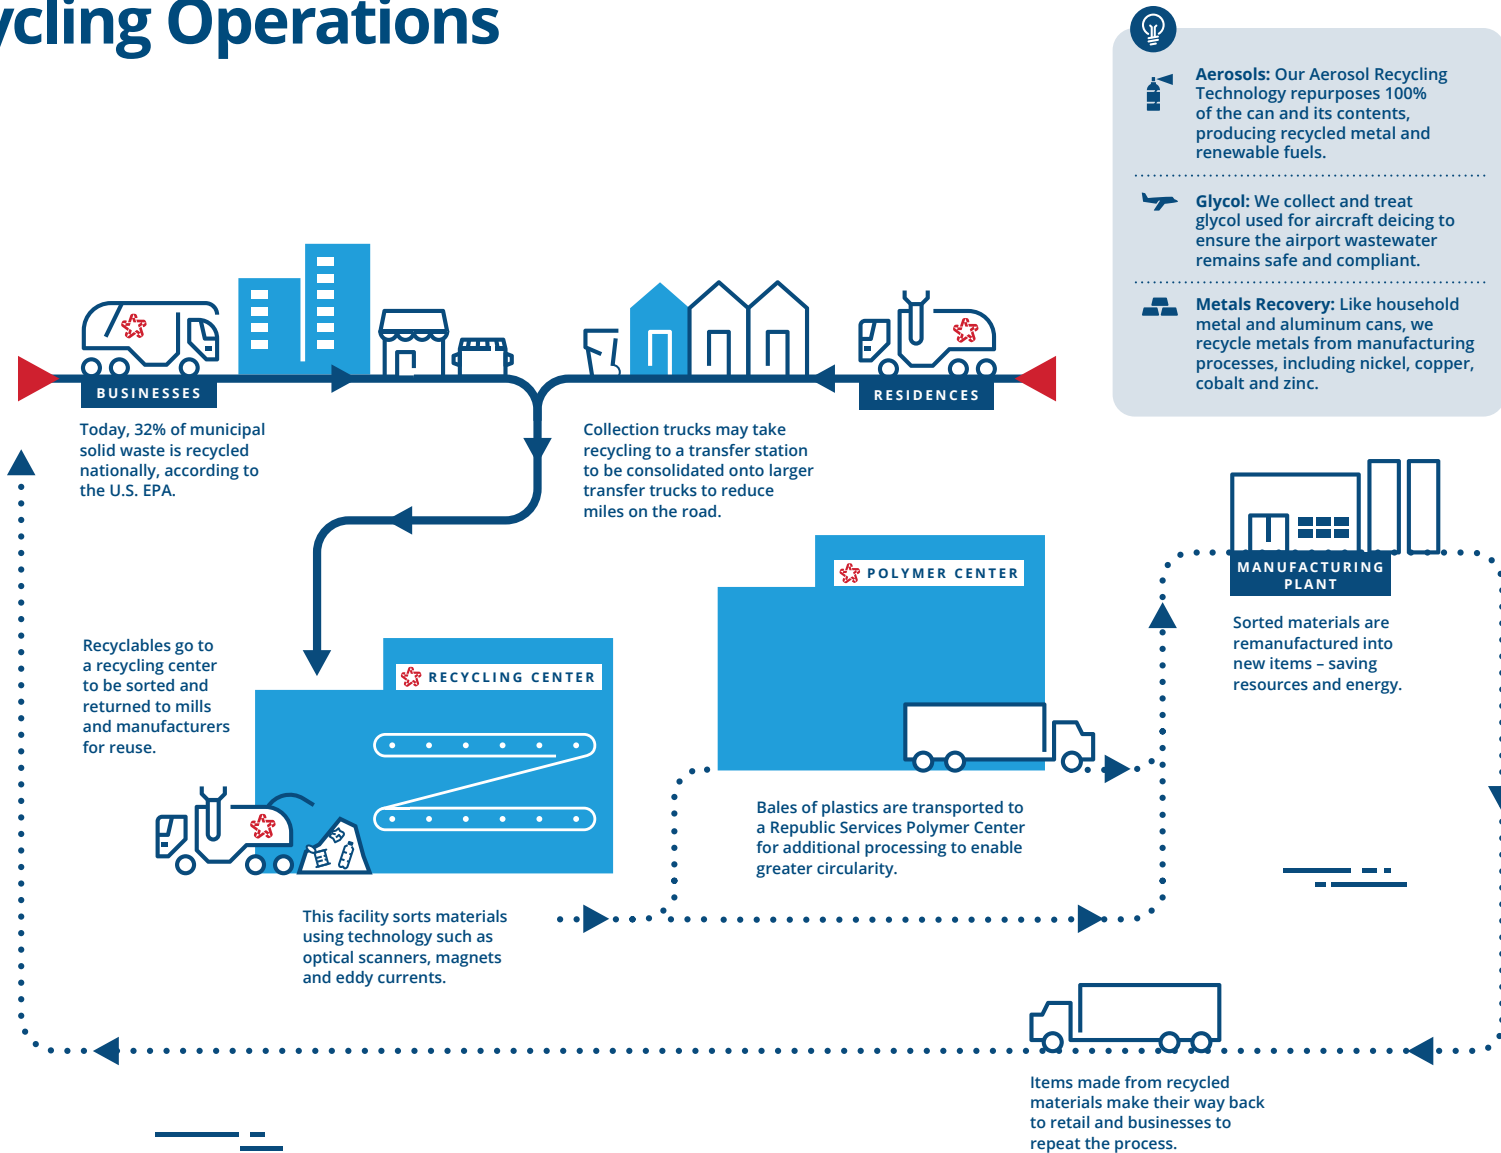 ycling Operations
Aerosols: Our Aerosol Recycling
Technology repurposes 100%
of the can and its contents,
producing recycled metal and
renewable fuels.
Glycol: We collect and treat
glycol used for aircraft deicing to
ensure the airport wastewater
remains safe and compliant.
Metals Recovery: Like household
metal and aluminum cans, we
recycle metals from manufacturing
processes, including nickel, copper,
cobalt and zinc.
BUSINESSES
Today, 32% of municipal
solid waste is recycled
nationally, according to
the U.S. EPA.
RESIDENCES
Collection trucks may take
recycling to a transfer station
to be consolidated onto larger
transfer trucks to reduce
miles on the road.
Recyclables go to
a recycling center
to be sorted and
returned to mills
and manufacturers
for reuse.
RECYCLING CENTER
This facility sorts materials
using technology such as
optical scanners, magnets
and eddy currents.
POLYMER CENTER
Bales of plastics are transported to
a Republic Services Polymer Center
for additional processing to enable
greater circularity.
MANUFACTURING
PLANT
Sorted materials are
remanufactured into
new items – saving
resources and energy.
Items made from recycled
materials make their way back
to retail and businesses to
repeat the process.